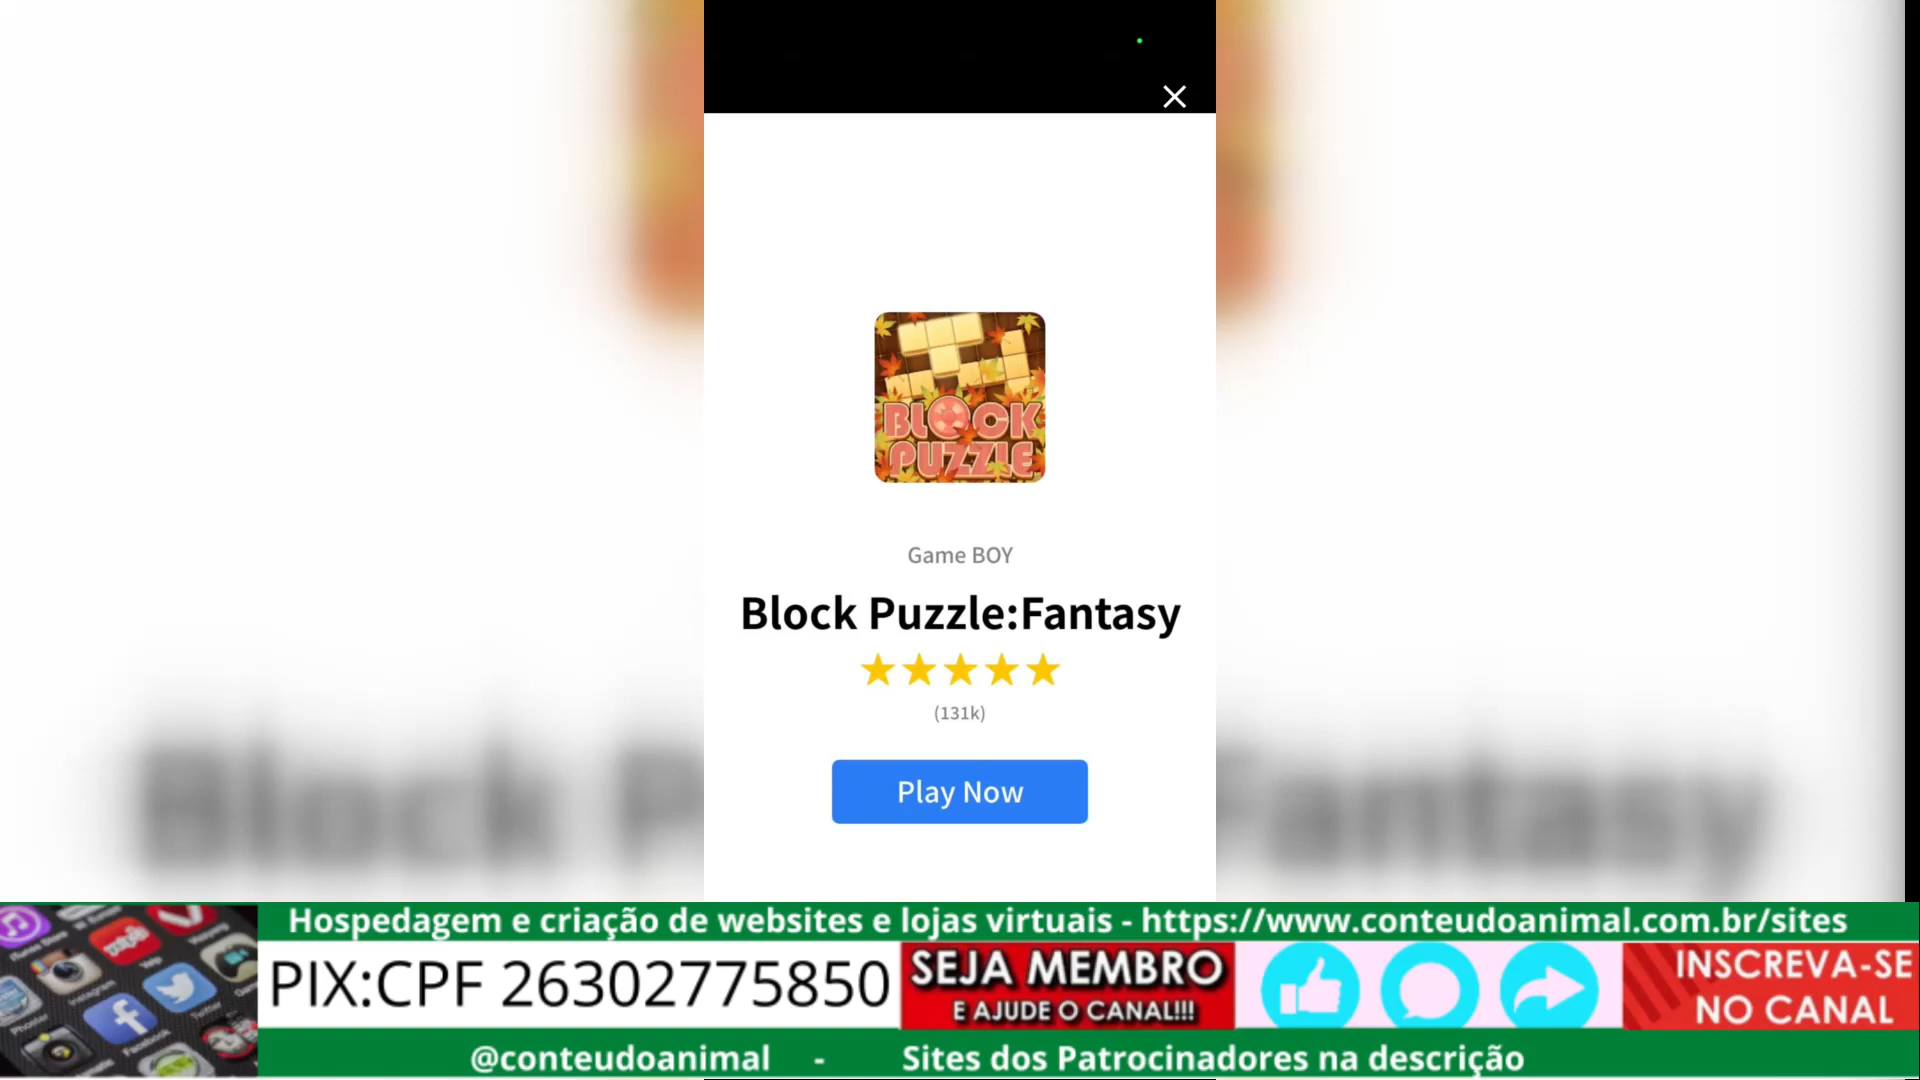 BLOCK
PUZZLE
Game BOY
Block Puzzle:Fantasy
(131k)
Play Now
Hospedagem e criação de websites e lojas virtuais - https://www.conteudoanimal.com.br/sites
PIX:CPF 26302775850
SEJA MEMBRO
E AJUDE O CANAL!!!
INSCREVA-SE
NO CANAL
@conteudoanimal - Sites dos Patrocinadores na descrição